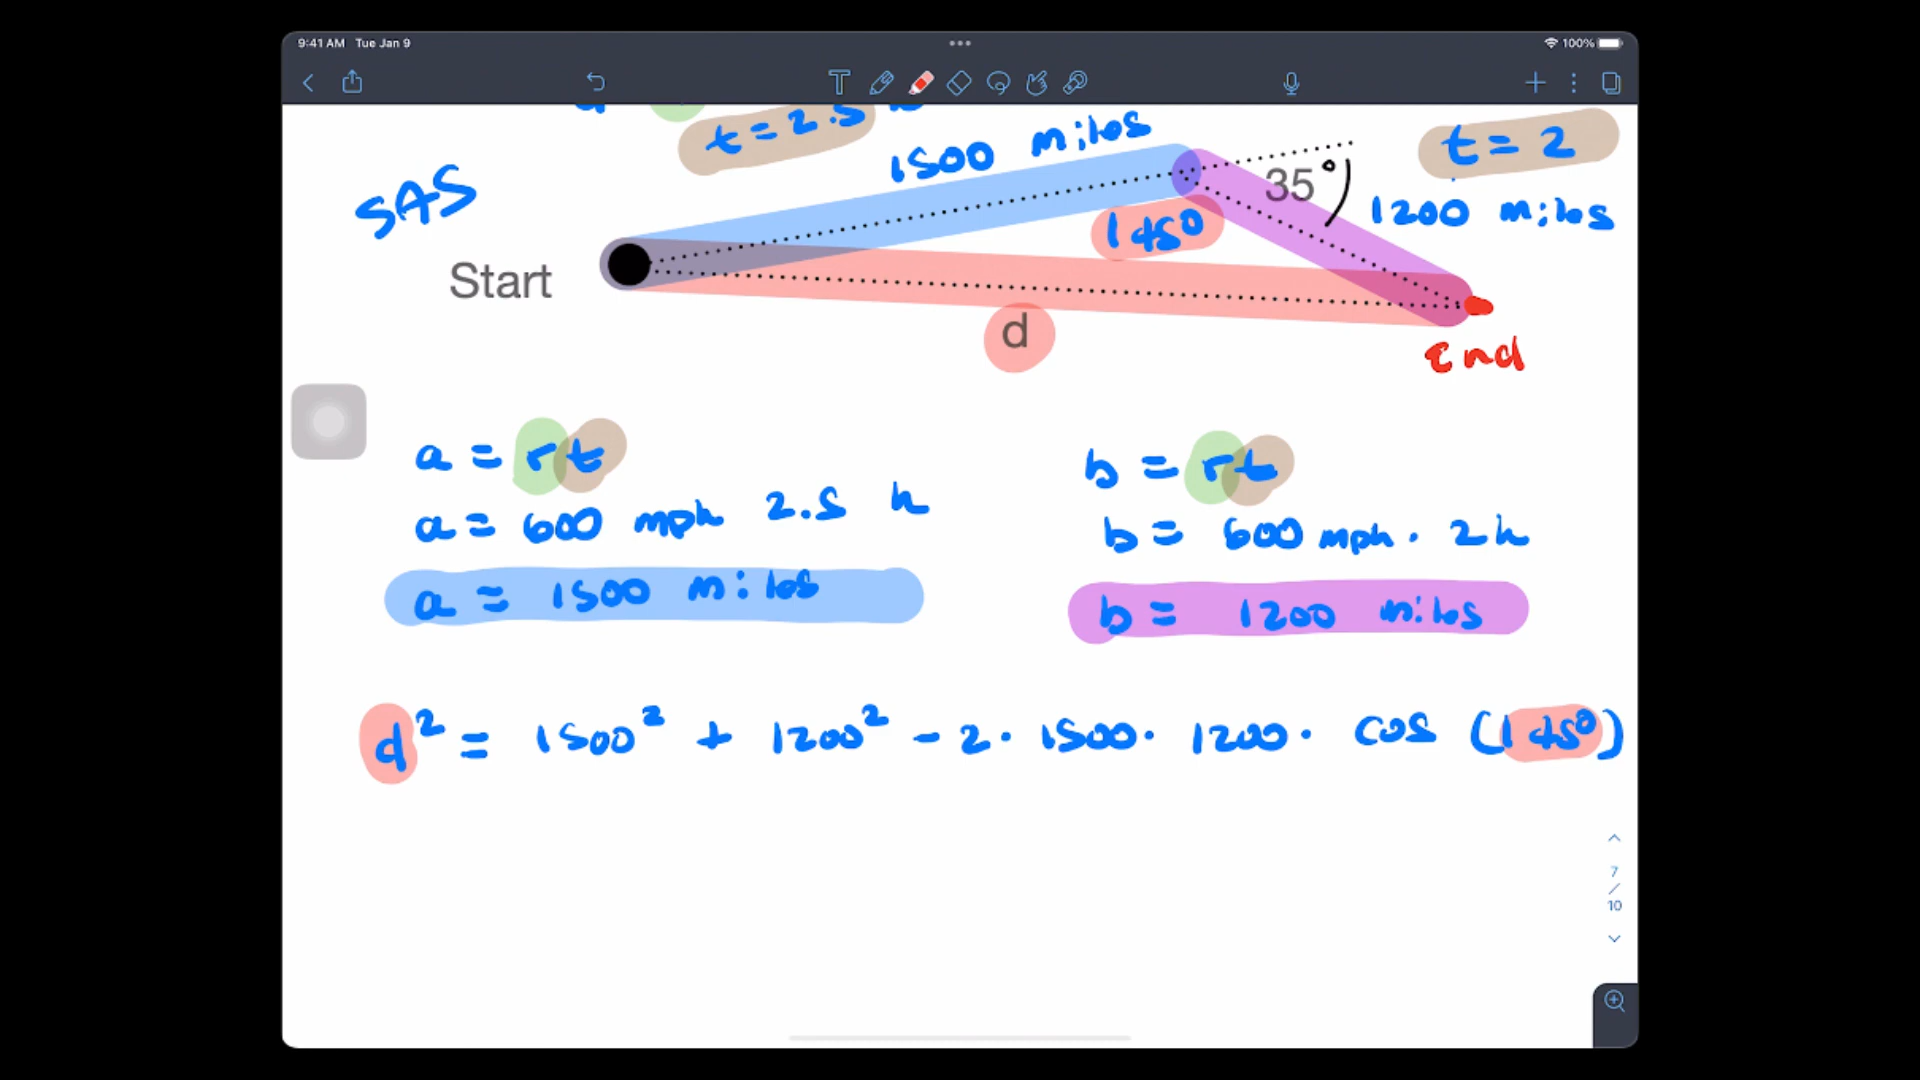 9:41 AM Tue Jan 9
100%
t = 2.5
1500 miles
35°
t = 2
1200 miles
SAS
145°
Start
d
End
a = rt
b = rt
a = 600 mph 2.5 h
b = 600 mph · 2h
a = 1500 miles
b = 1200 miles
d² = 1500² + 1200² - 2 · 1500 · 1200 · cos (145°)
7
/
10